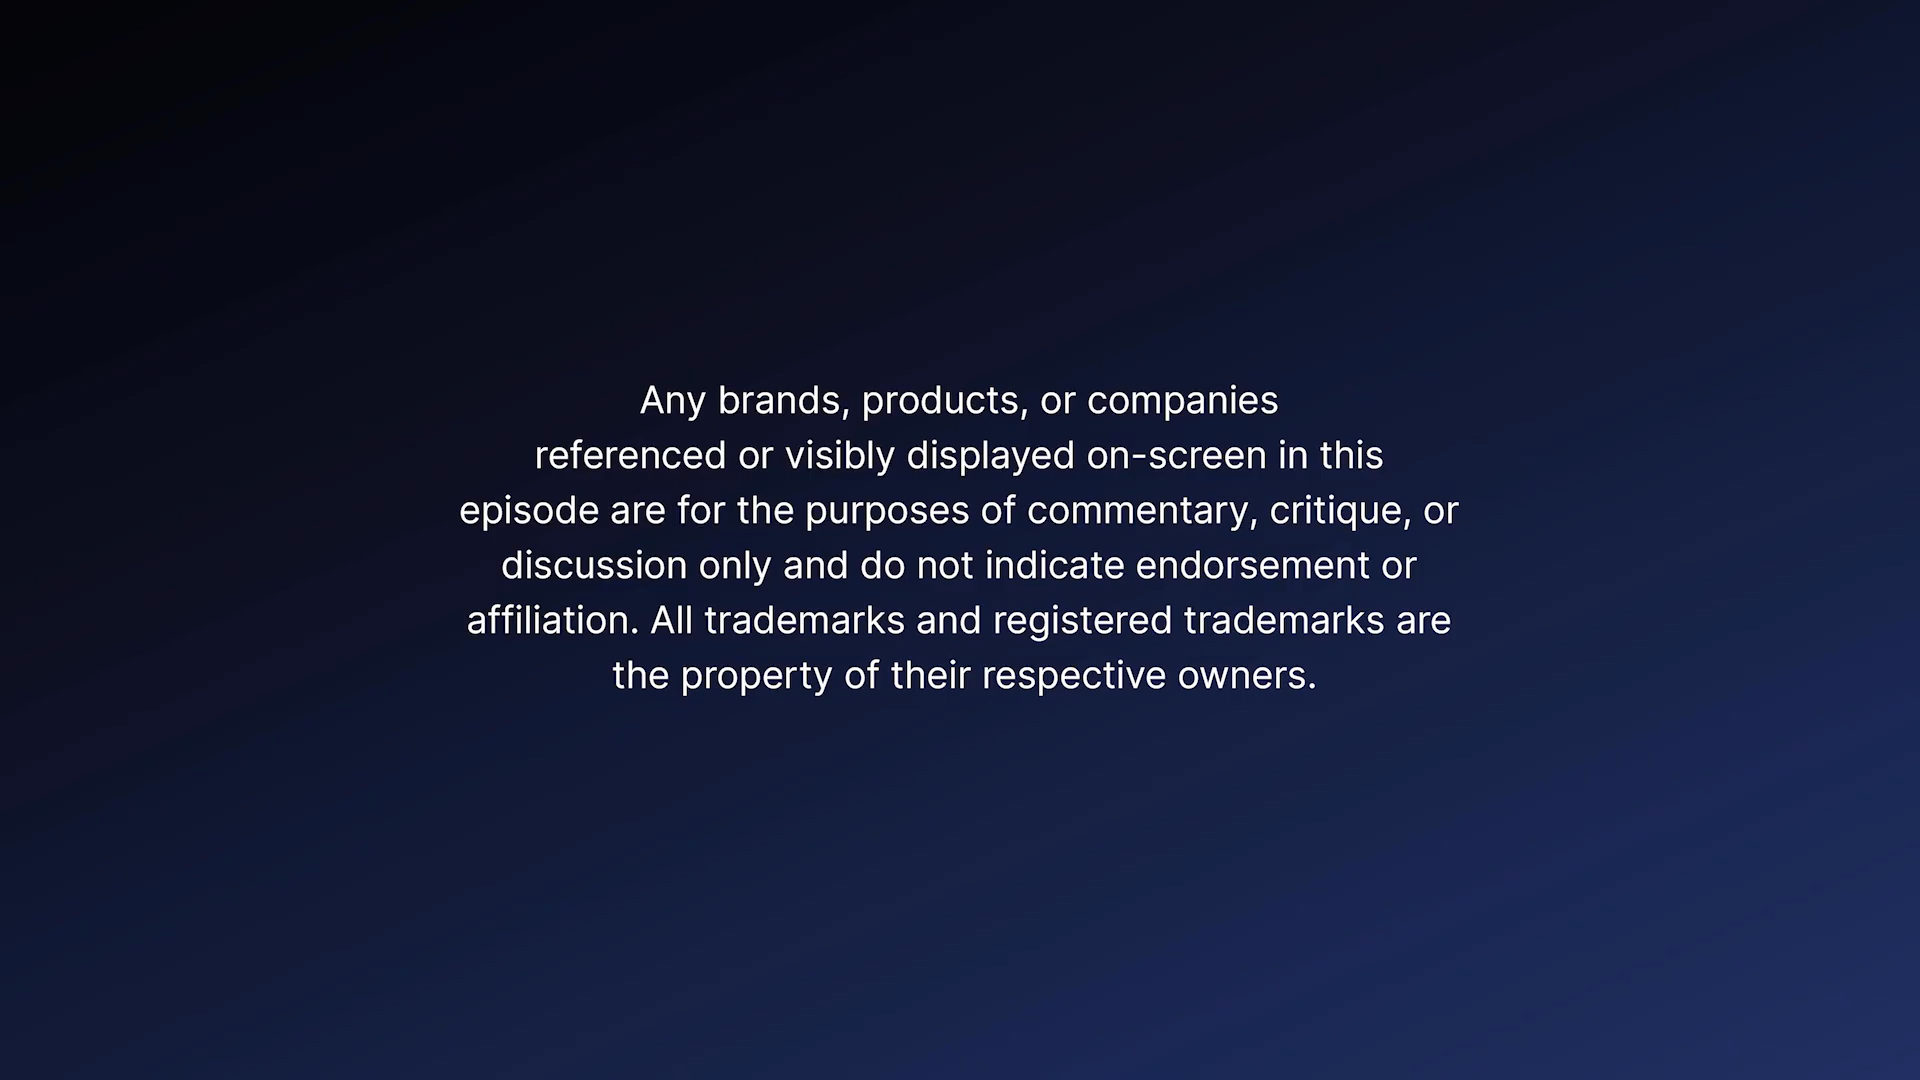 Any brands, products, or companies
referenced or visibly displayed on-screen in this
episode are for the purposes of commentary, critique, or
discussion only and do not indicate endorsement or
affiliation. All trademarks and registered trademarks are
the property of their respective owners.